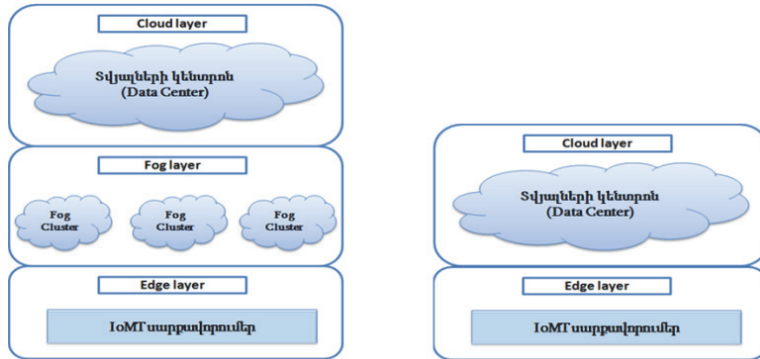 Cloud layer
Տվյալների կենտրոն
(Data Center)
Fog layer
Fog
Cluster
Fog
Cluster
Fog
Cluster
Edge layer
IoMT սարքավորումներ
Cloud layer
Տվյալների կենտրոն
(Data Center)
Edge layer
IoMT սարքավորումներ